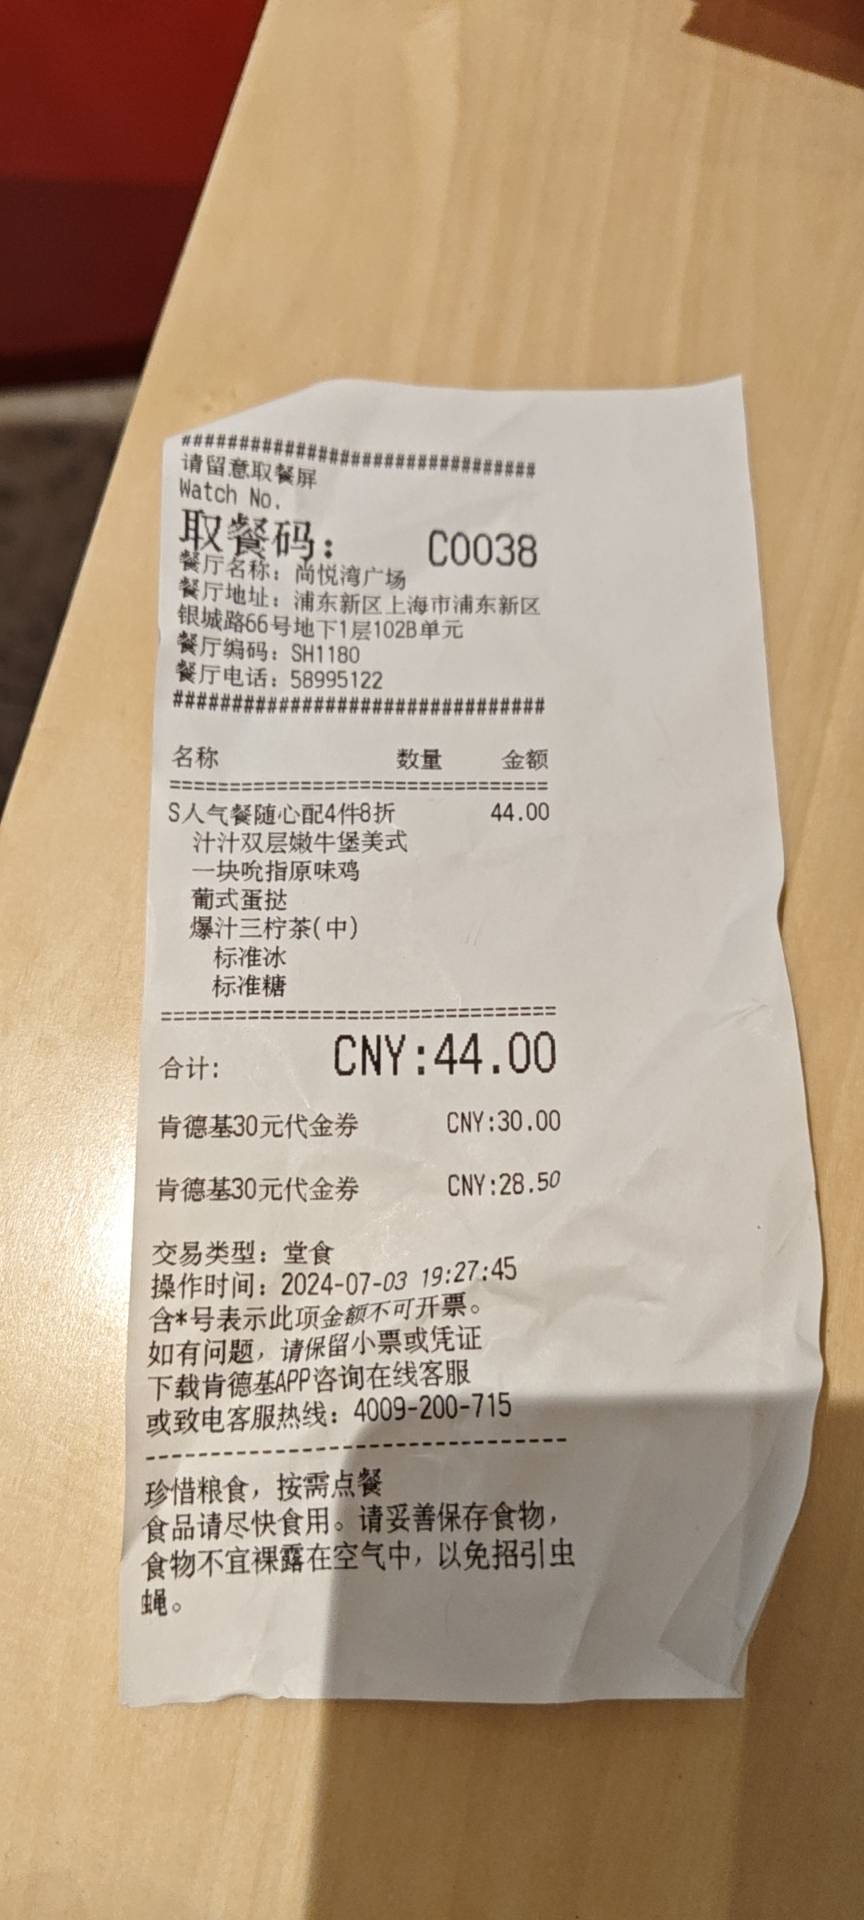 ################################
请留意取餐屏
Watch No.
取餐码： C0038
餐厅名称：尚悦湾广场
餐厅地址：浦东新区上海市浦东新区
银城路66号地下1层102B单元
餐厅编码：SH1180
餐厅电话：58995122
################################
名称 数量 金额
================================
S人气餐随心配4件8折 44.00
汁汁双层嫩牛堡美式
一块吮指原味鸡
葡式蛋挞
爆汁三柠茶(中)
标准冰
标准糖
================================
合计: CNY:44.00
肯德基30元代金券 CNY:30.00
肯德基30元代金券 CNY:28.50
交易类型：堂食
操作时间：2024-07-03 19:27:45
含*号表示此项金额不可开票。
如有问题，请保留小票或凭证
下载肯德基APP咨询在线客服
或致电客服热线：4009-200-715
--------------------------------
珍惜粮食，按需点餐
食品请尽快食用。请妥善保存食物，
食物不宜裸露在空气中，以免招引虫
蝇。